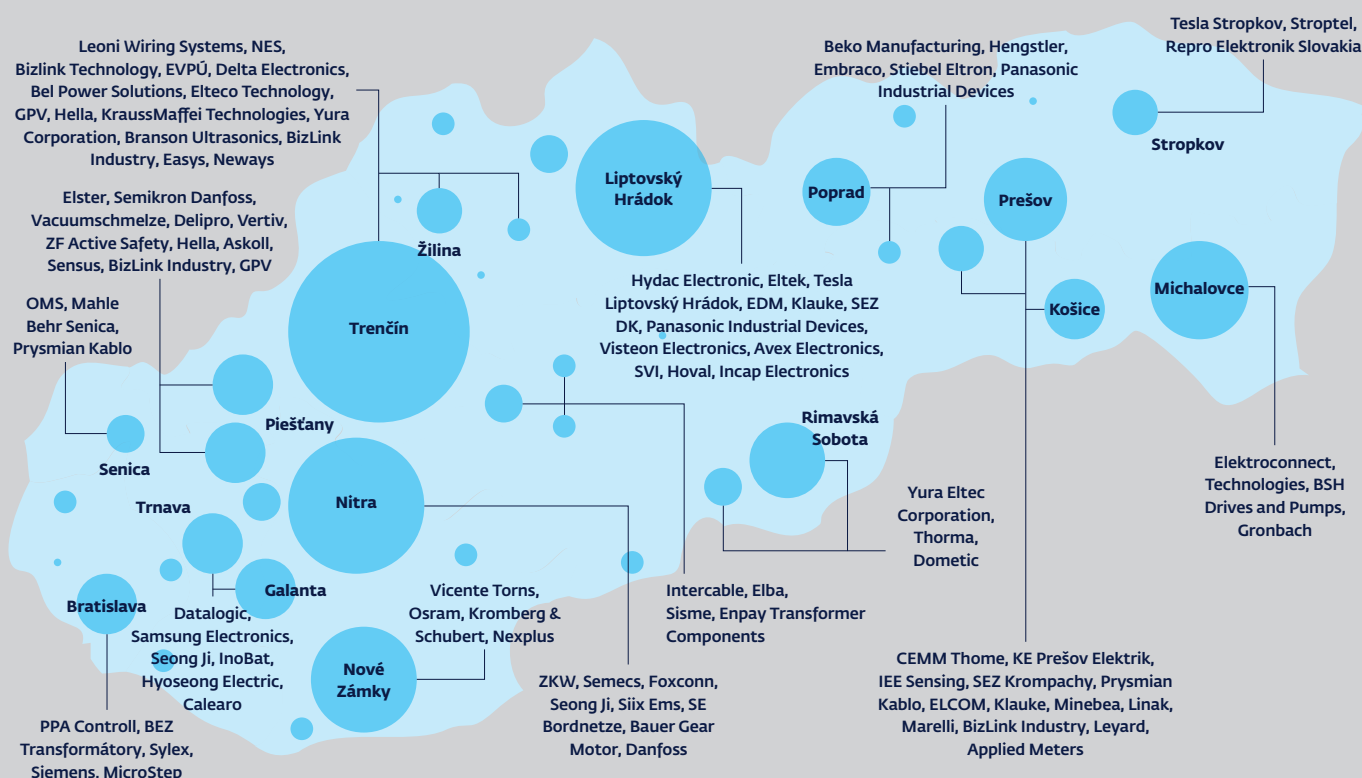 Leoni Wiring Systems, NES,
Bizlink Technology, EVPÚ, Delta Electronics,
Bel Power Solutions, Elteco Technology,
GPV, Hella, KraussMaffei Technologies, Yura
Corporation, Branson Ultrasonics, BizLink
Industry, Easys, Neways
Elster, Semikron Danfoss,
Vacuumschmelze, Delipro, Vertiv,
ZF Active Safety, Hella, Askoll,
Sensus, BizLink Industry, GPV
OMS, Mahle
Behr Senica,
Prysmian Kablo
Beko Manufacturing, Hengstler,
Embraco, Stiebel Eltron, Panasonic
Industrial Devices
Tesla Stropkov, Stroptel,
Repro Elektronik Slovakia
Stropkov
Liptovský
Hrádok
Poprad
Prešov
Žilina
Trenčín
Michalovce
Košice
Hydac Electronic, Eltek, Tesla
Liptovský Hrádok, EDM, Klauke, SEZ
DK, Panasonic Industrial Devices,
Visteon Electronics, Avex Electronics,
SVI, Hoval, Incap Electronics
Piešťany
Senica
Rimavská
Sobota
Trnava
Nitra
Yura Eltec
Corporation,
Thorma,
Dometic
Elektroconnect,
Technologies, BSH
Drives and Pumps,
Gronbach
Bratislava
Galanta
Datalogic,
Samsung Electronics,
Seong Ji, InoBat,
Hyoseong Electric,
Calearo
Vicente Torns,
Osram, Kromberg &
Schubert, Nexplus
Intercable, Elba,
Sisme, Enpay Transformer
Components
Nové
Zámky
ZKW, Semecs, Foxconn,
Seong Ji, Siix Ems, SE
Bordnetze, Bauer Gear
Motor, Danfoss
CEMM Thome, KE Prešov Elektrik,
IEE Sensing, SEZ Krompachy, Prysmian
Kablo, ELCOM, Klauke, Minebea, Linak,
Marelli, BizLink Industry, Leyard,
Applied Meters
PPA Controll, BEZ
Transformátory, Sylex,
Siemens, MicroStep